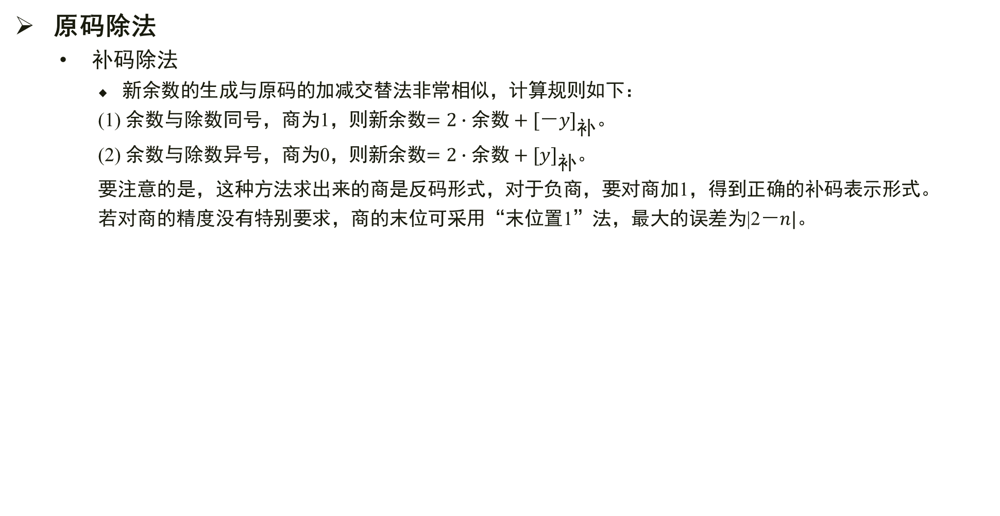 ➢ 原码除法
• 补码除法
◆ 新余数的生成与原码的加减交替法非常相似，计算规则如下：
(1) 余数与除数同号，商为1，则新余数= 2 · 余数 + [－y]补。
(2) 余数与除数异号，商为0，则新余数= 2 · 余数 + [y]补。
要注意的是，这种方法求出来的商是反码形式，对于负商，要对商加1，得到正确的补码表示形式。
若对商的精度没有特别要求，商的末位可采用“末位置1”法，最大的误差为|2－n|。